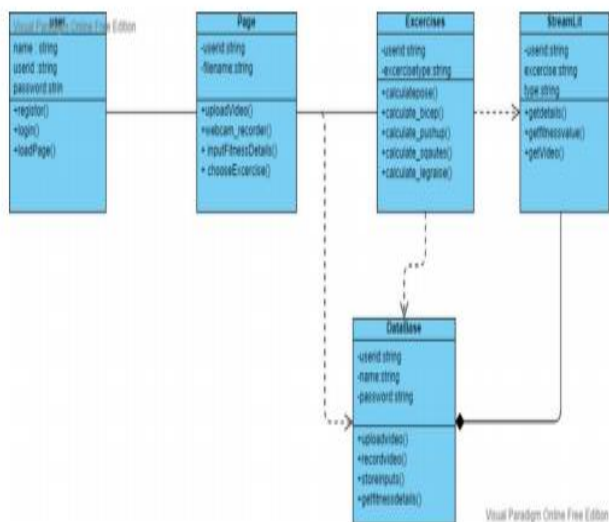 user
Visual Paradigm Online Free Edition
name : string
userid :string
password:strin
+registor()
+login()
+loadPage()
Page
-userid:string
-filename:string
+uploadVideo()
+webcam_recorder()
+ inputFitnessDetails()
+ chooseExcercise()
Excercises
-userid:string
-excercisetype:string
+calculatepose()
+calculate_bicep()
+calculate_pushup()
+calculate_sqautes()
+calculate_legraise()
StreamLit
-userid:string
excercise:string
type:string
+getdetails()
+getfitnessvalue()
+getVideo()
DataBase
-userid:string
-name:string
-password:string
+uploadvideo()
+recordvideo()
+storeinputs()
+getfitnessdetails()
Visual Paradigm Online Free Edition